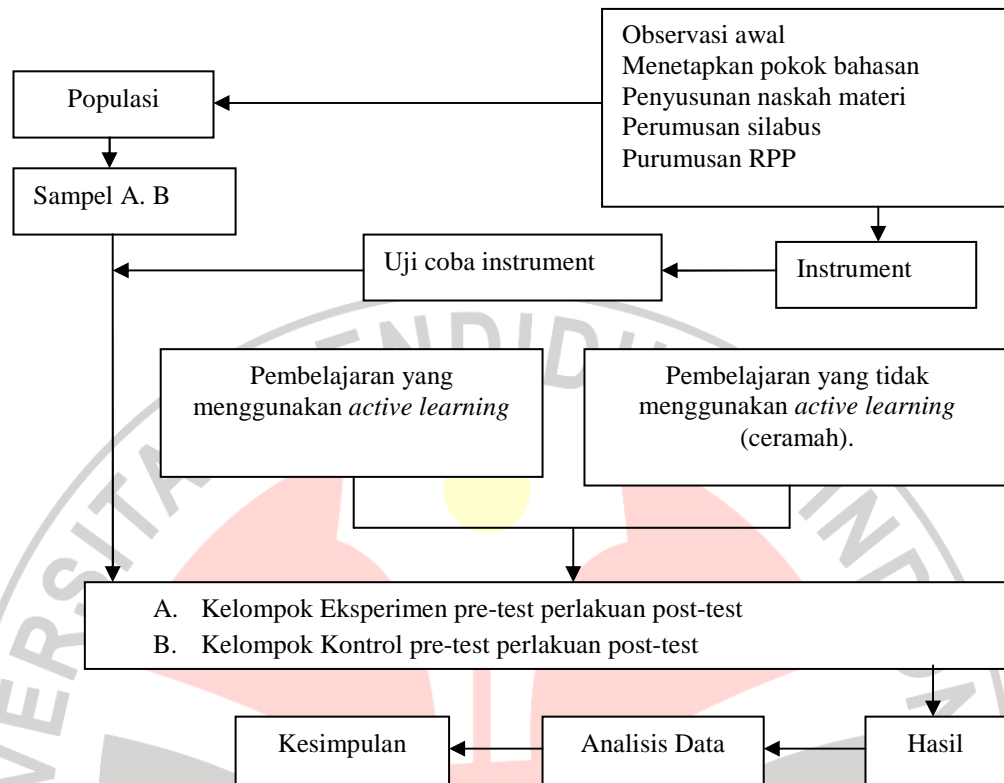 Observasi awal
Menetapkan pokok bahasan
Penyusunan naskah materi
Perumusan silabus
Purumusan RPP
Populasi
Sampel A. B
Uji coba instrument
Instrument
Pembelajaran yang
menggunakan active learning
Pembelajaran yang tidak
menggunakan active learning
(ceramah).
A. Kelompok Eksperimen pre-test perlakuan post-test
B. Kelompok Kontrol pre-test perlakuan post-test
Kesimpulan
Analisis Data
Hasil